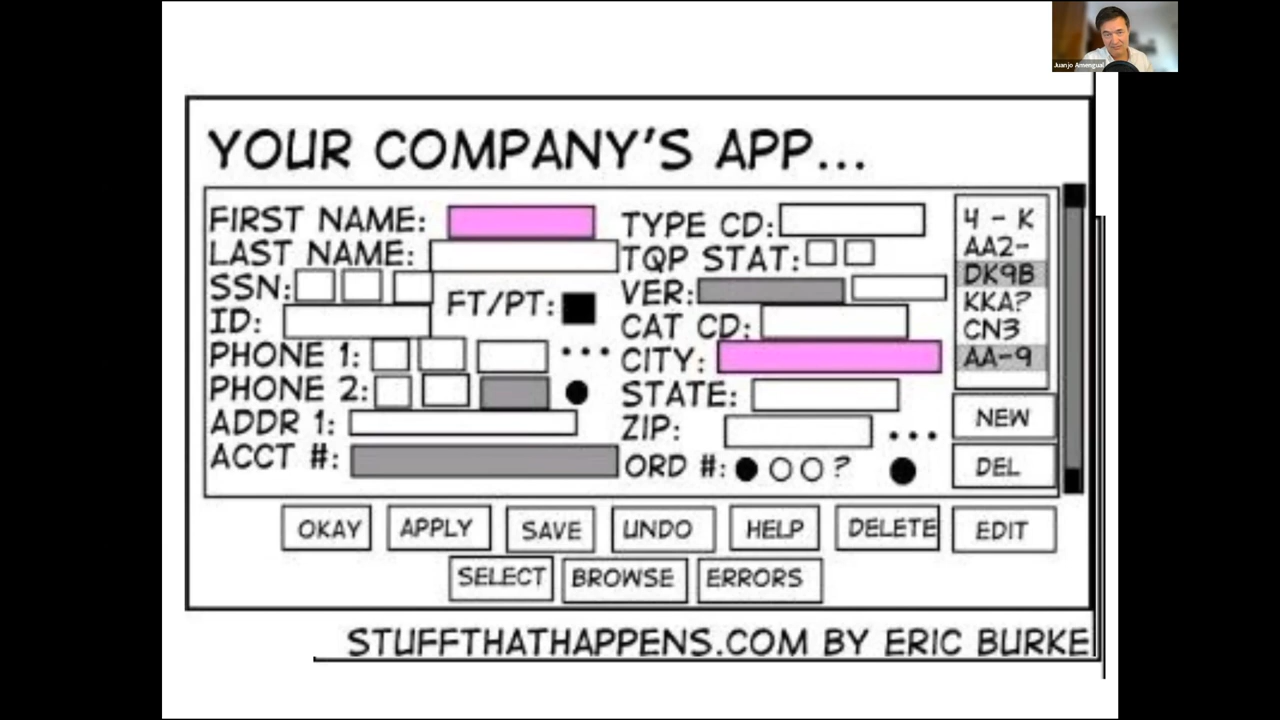 Juanjo Amengual
YOUR COMPANY'S APP...
FIRST NAME:
LAST NAME:
SSN:
FT/PT:
ID:
PHONE 1: ...
PHONE 2:
ADDR 1:
ACCT #:
TYPE CD:
TQP STAT:
VER:
CAT CD:
CITY:
STATE:
ZIP: ...
ORD #: ?
4 - K
AA2-
DK9B
KKA?
CN3
AA-9
NEW
DEL
OKAY APPLY SAVE UNDO HELP DELETE EDIT
SELECT BROWSE ERRORS
STUFFTHATHAPPENS.COM BY ERIC BURKE